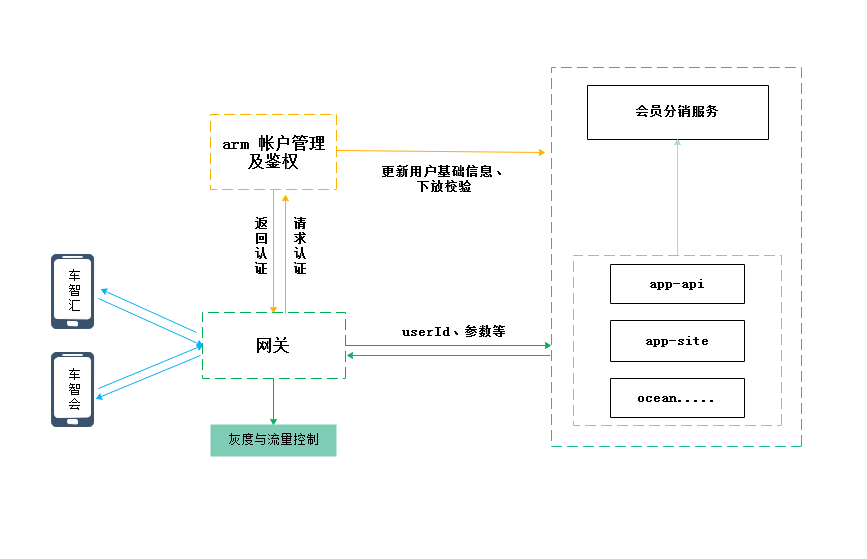 会员分销服务
arm 帐户管理
及鉴权
更新用户基础信息、
下放校验
返回认证
请求认证
车智汇
app-api
userId、参数等
app-site
网关
车智会
ocean.....
灰度与流量控制